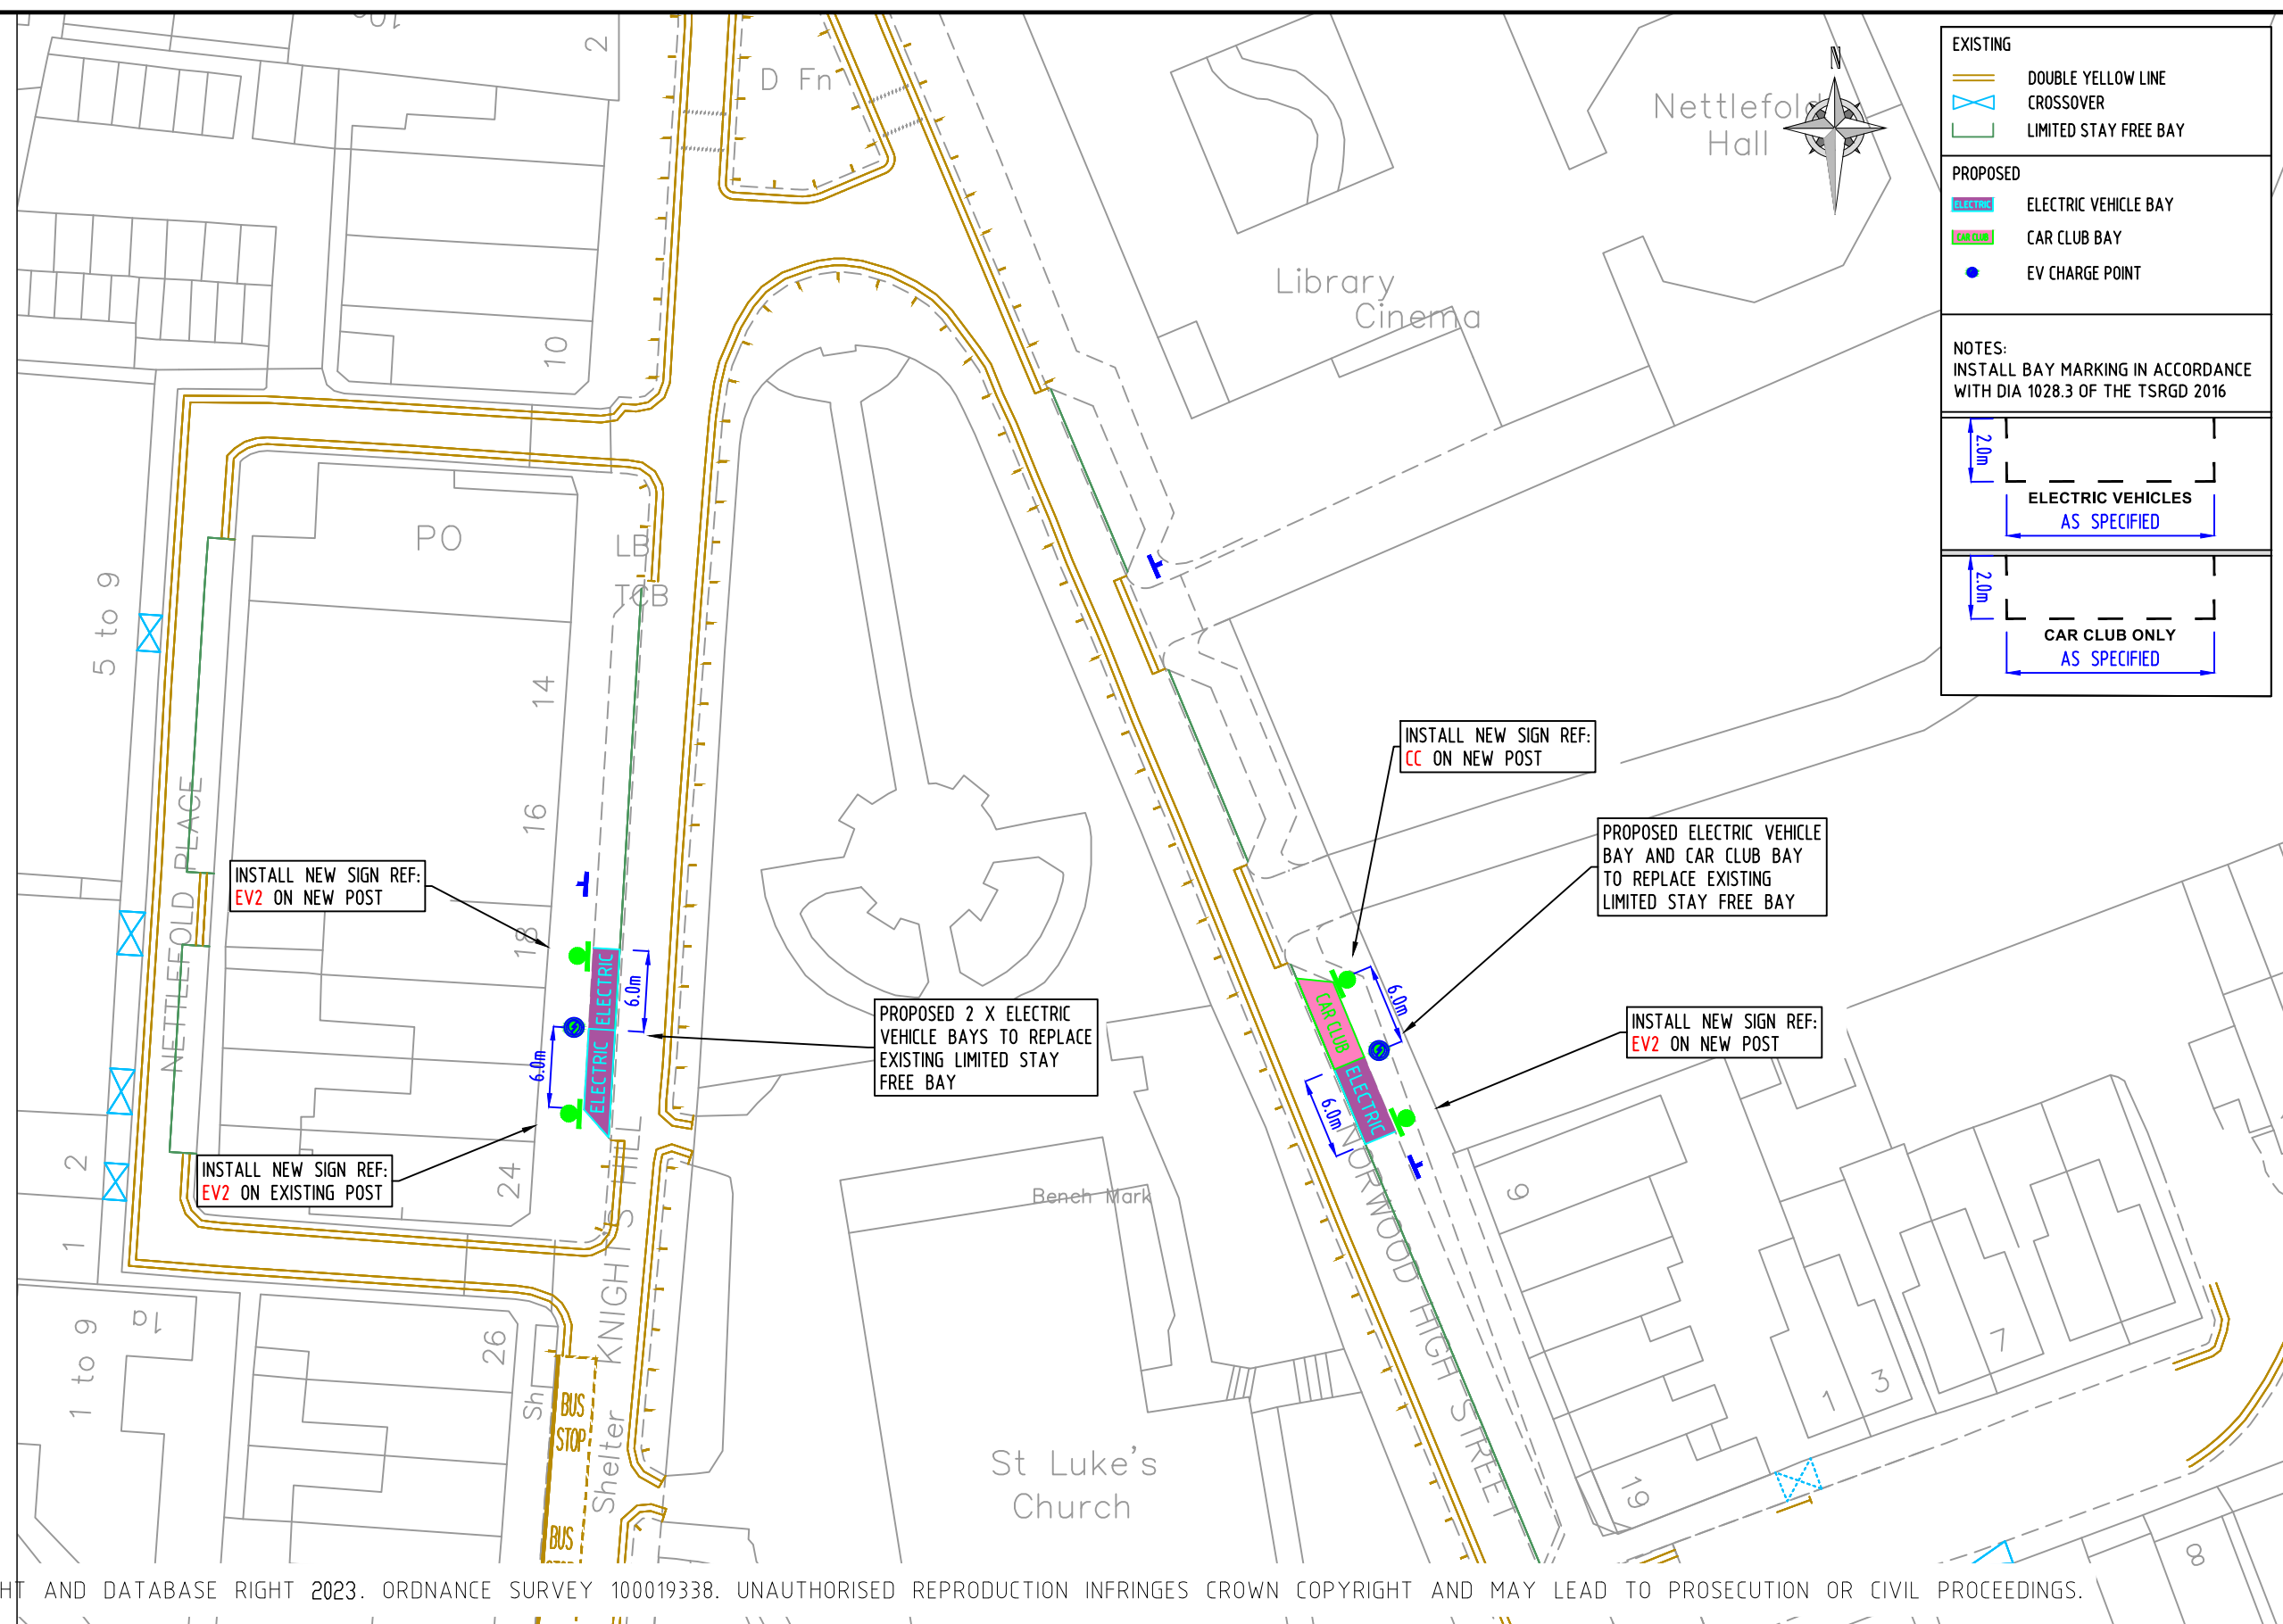 2
D Fn
10
PO
LB
TCB
5 to 9
14
16
18
24
26
NETTLEFOLD PLACE
2
1
1a
1 to 9
Sh
Shelter
KNIGHT'S HILL
BUS
STOP
BUS
Nettlefold
Hall
Library
Cinema
Bench Mark
St Luke's
Church
NORWOOD HIGH STREET
9
19
1
3
7
8
N
INSTALL NEW SIGN REF:
EV2 ON NEW POST
INSTALL NEW SIGN REF:
EV2 ON EXISTING POST
ELECTRIC
ELECTRIC
6.0m
6.0m
PROPOSED 2 X ELECTRIC
VEHICLE BAYS TO REPLACE
EXISTING LIMITED STAY
FREE BAY
INSTALL NEW SIGN REF:
CC ON NEW POST
PROPOSED ELECTRIC VEHICLE
BAY AND CAR CLUB BAY
TO REPLACE EXISTING
LIMITED STAY FREE BAY
INSTALL NEW SIGN REF:
EV2 ON NEW POST
CAR CLUB
ELECTRIC
6.0m
6.0m
EXISTING
DOUBLE YELLOW LINE
CROSSOVER
LIMITED STAY FREE BAY
PROPOSED
ELECTRIC
ELECTRIC VEHICLE BAY
CAR CLUB
CAR CLUB BAY
EV CHARGE POINT
NOTES:
INSTALL BAY MARKING IN ACCORDANCE
WITH DIA 1028.3 OF THE TSRGD 2016
2.0m
ELECTRIC VEHICLES
AS SPECIFIED
2.0m
CAR CLUB ONLY
AS SPECIFIED
HT AND DATABASE RIGHT 2023. ORDNANCE SURVEY 100019338. UNAUTHORISED REPRODUCTION INFRINGES CROWN COPYRIGHT AND MAY LEAD TO PROSECUTION OR CIVIL PROCEEDINGS.